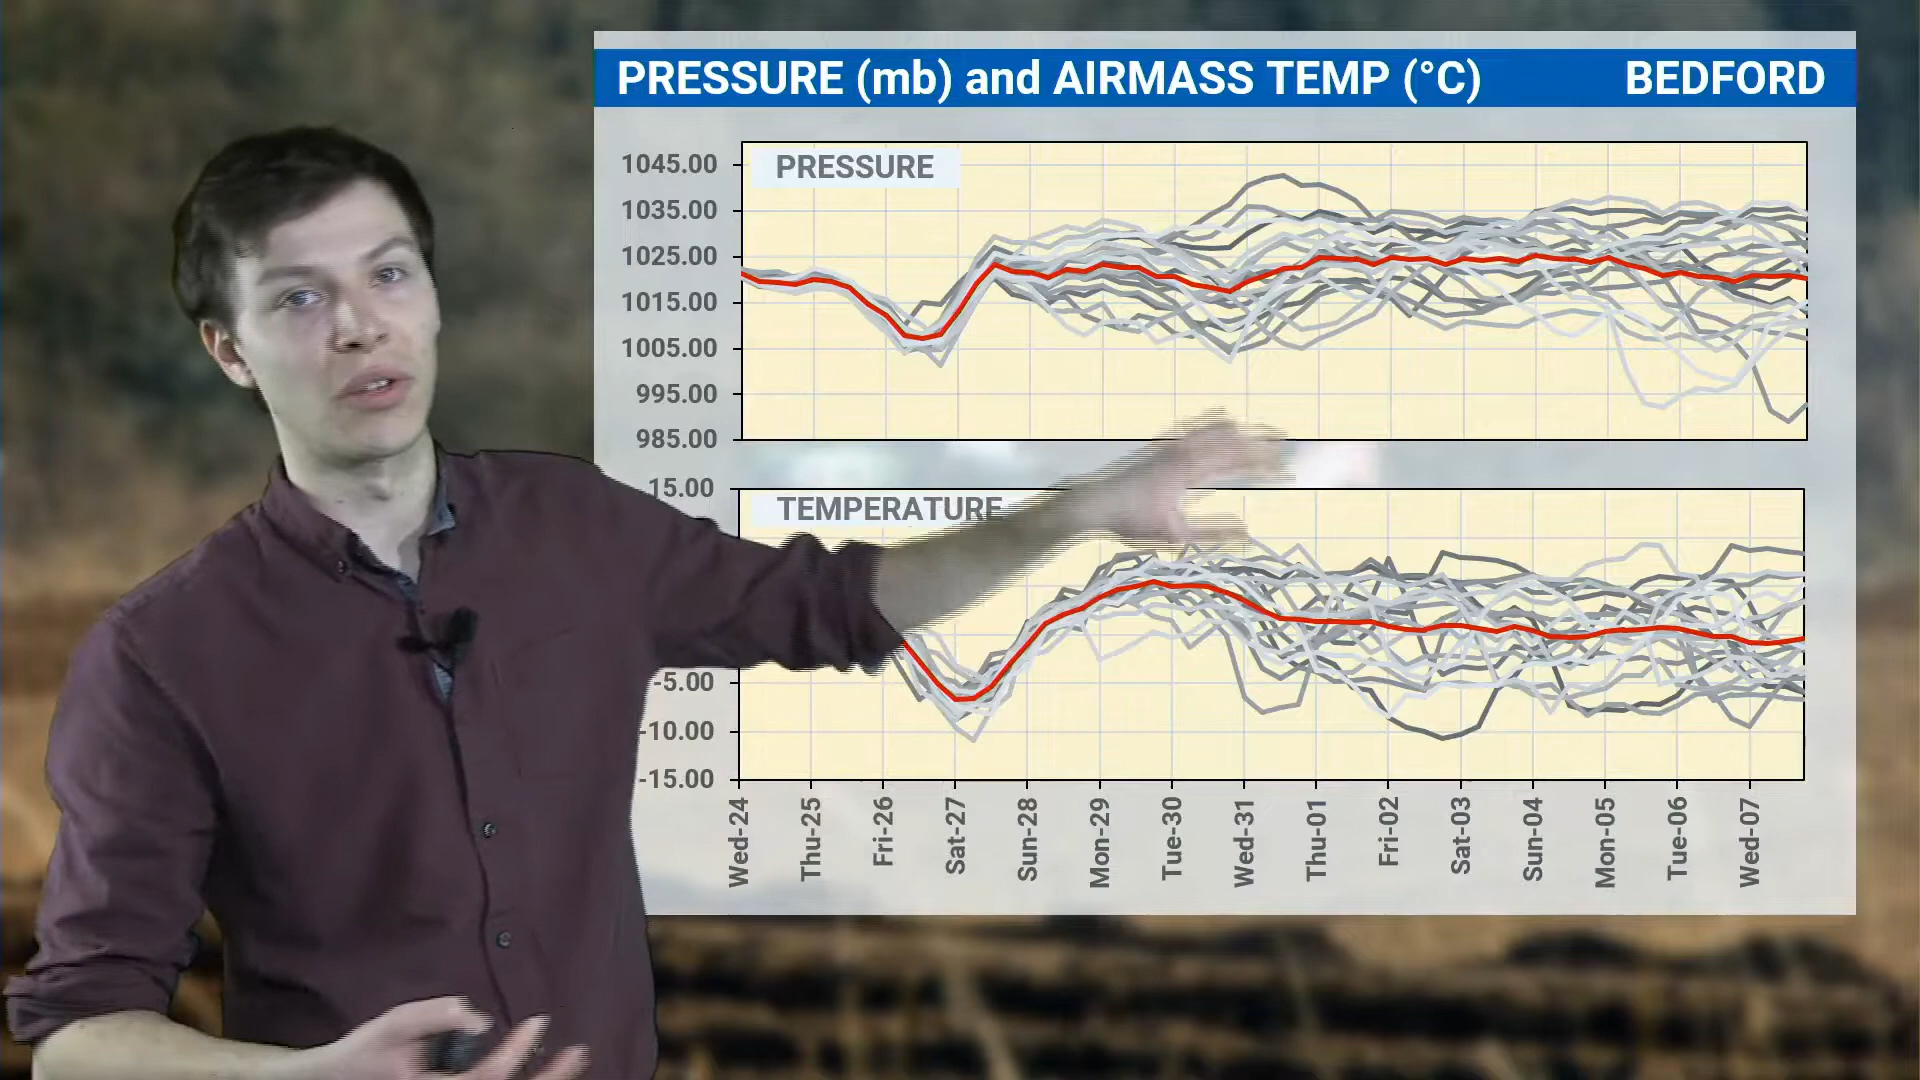 PRESSURE (mb) and AIRMASS TEMP (°C) BEDFORD
PRESSURE
1045.00
1035.00
1025.00
1015.00
1005.00
995.00
985.00
TEMPERATURE
15.00
-5.00
-10.00
-15.00
Wed-24
Thu-25
Fri-26
Sat-27
Sun-28
Mon-29
Tue-30
Wed-31
Thu-01
Fri-02
Sat-03
Sun-04
Mon-05
Tue-06
Wed-07